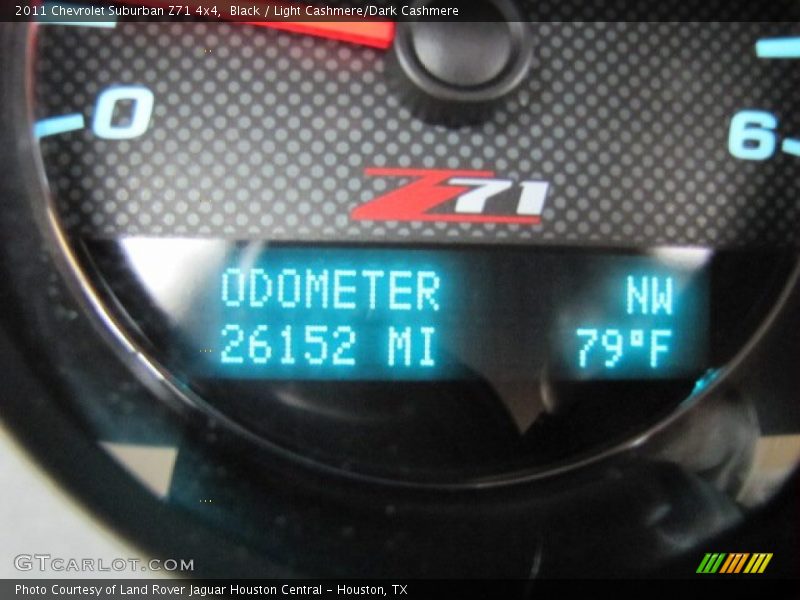 2011 Chevrolet Suburban Z71 4x4, Black / Light Cashmere/Dark Cashmere
0
6
Z71
ODOMETER NW
26152 MI 79°F
GTCARLOT.COM
Photo Courtesy of Land Rover Jaguar Houston Central - Houston, TX